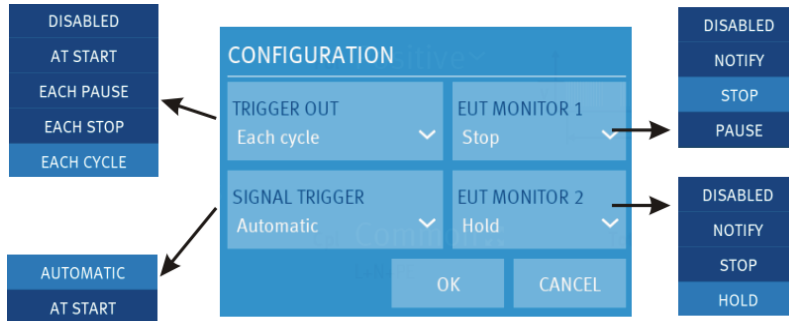 DISABLED
AT START
EACH PAUSE
EACH STOP
EACH CYCLE
CONFIGURATION
TRIGGER OUT
Each cycle
EUT MONITOR 1
Stop
SIGNAL TRIGGER
Automatic
EUT MONITOR 2
Hold
OK
CANCEL
DISABLED
NOTIFY
STOP
PAUSE
AUTOMATIC
AT START
DISABLED
NOTIFY
STOP
HOLD